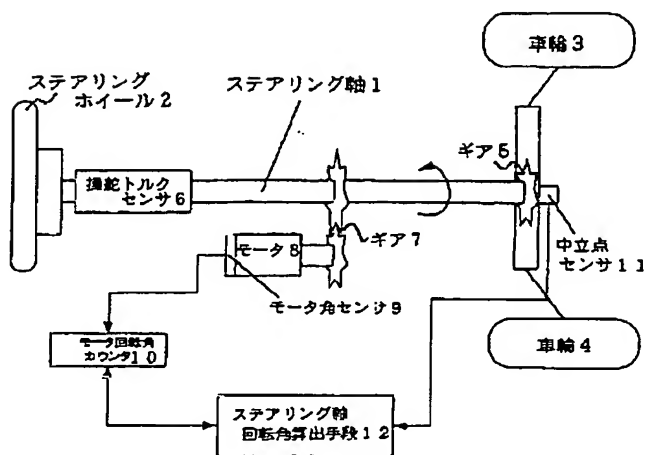 車輪3
ステアリング
ホイール2
ステアリング軸1
ギア5
操舵トルク
センサ6
中立点
センサ11
モータ8
ギア7
モータ角センサ9
車輪4
モータ回転角
カウンタ10
ステアリング軸
回転角算出手段12